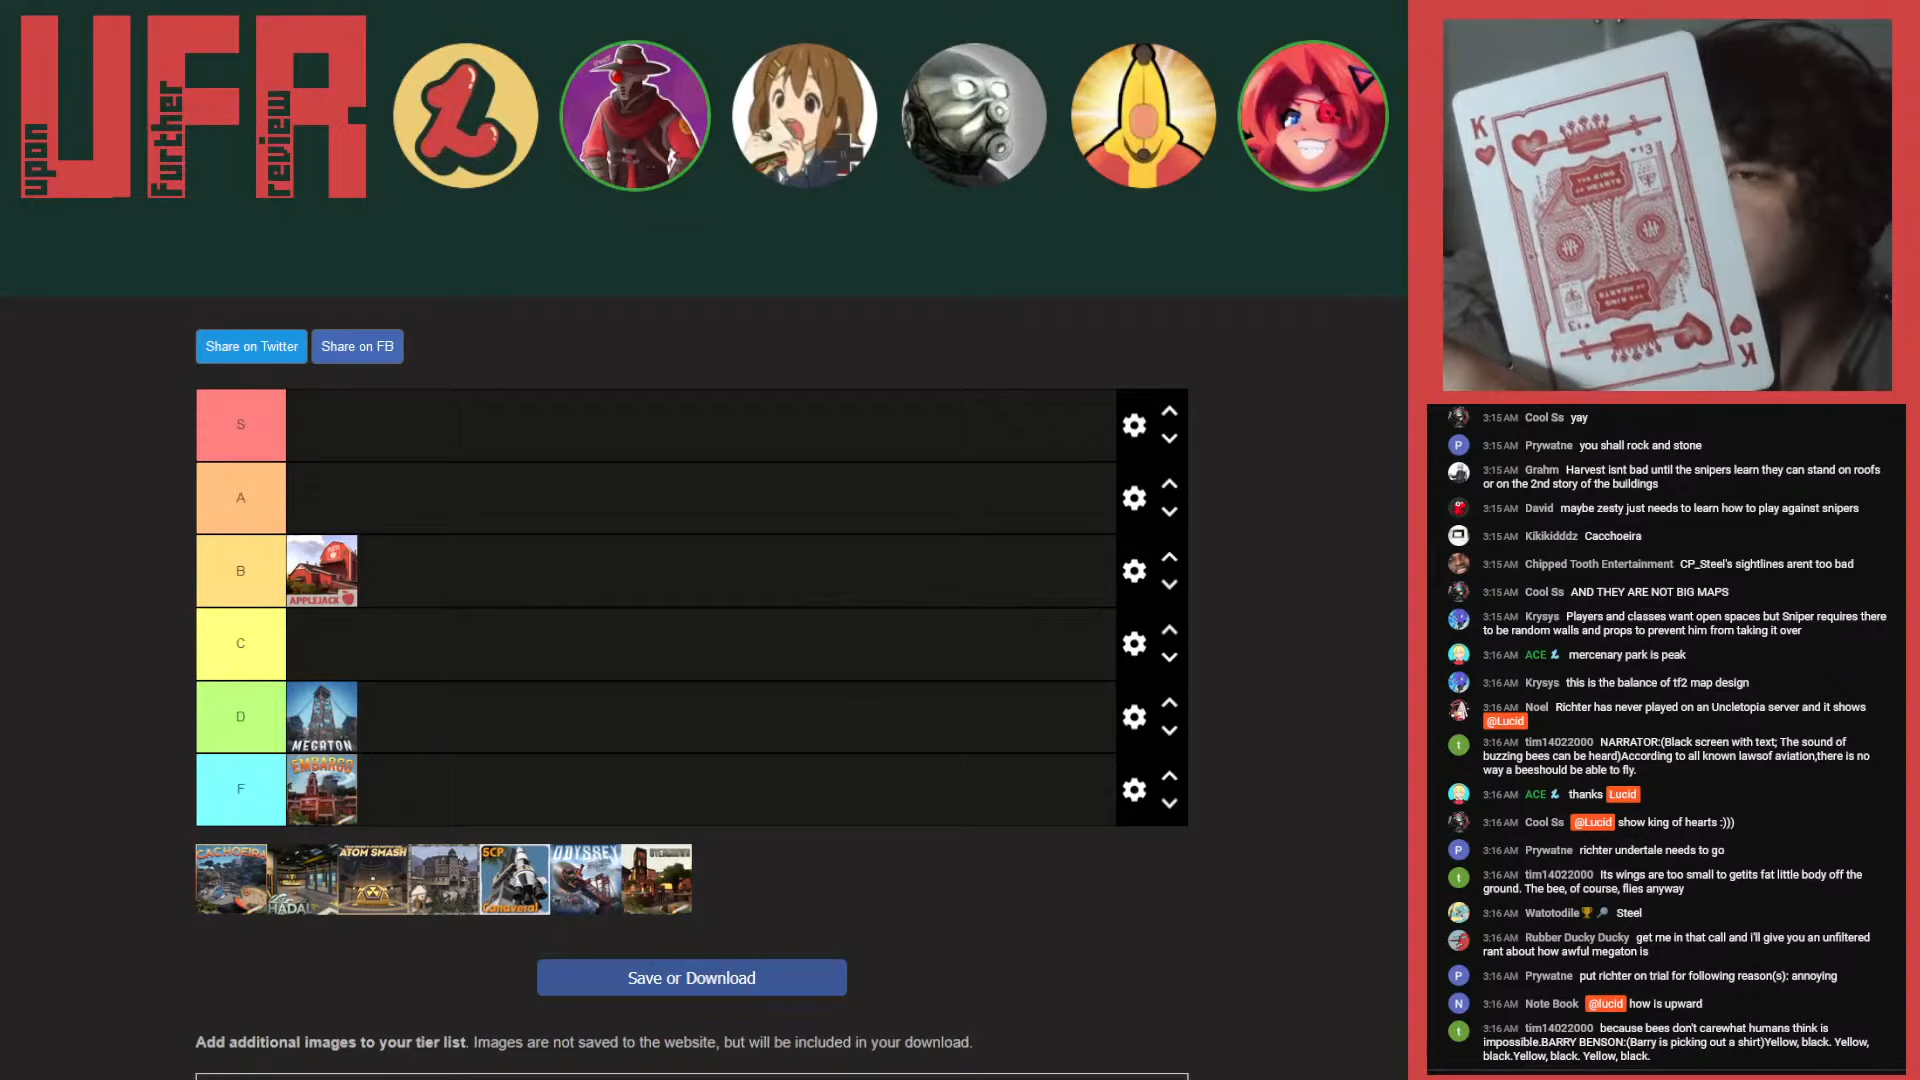 UFR
upon
further
review
Share on Twitter
Share on FB
S
A
B
APPLEJACK
C
D
MEGATON
F
EMBARGO
CACHOEIRA
HADAL
ATOM SMASH
5CP
Canaveral
ODYSSEY
OVERGROWN
Save or Download
Add additional images to your tier list. Images are not saved to the website, but will be included in your download.
K
13
THE KING
OF HEARTS
THE KING
OF HEARTS
13
K
3:15 AM Cool Ss yay
P 3:15 AM Prywatne you shall rock and stone
3:15 AM Grahm Harvest isnt bad until the snipers learn they can stand on roofs
or on the 2nd story of the buildings
3:15 AM David maybe zesty just needs to learn how to play against snipers
3:15 AM Kikikidddz Cacchoeira
3:15 AM Chipped Tooth Entertainment CP_Steel's sightlines arent too bad
3:15 AM Cool Ss AND THEY ARE NOT BIG MAPS
3:16 AM Krysys Players and classes want open spaces but Sniper requires there
to be random walls and props to prevent him from taking it over
3:16 AM ACE mercenary park is peak
3:16 AM Krysys this is the balance of tf2 map design
3:16 AM Noel Richter has never played on an Uncletopia server and it shows
@Lucid
t 3:16 AM tim14022000 NARRATOR:(Black screen with text; The sound of
buzzing bees can be heard)According to all known lawsof aviation,there is no
way a beeshould be able to fly.
3:16 AM ACE thanks Lucid
3:16 AM Cool Ss @Lucid show king of hearts :)))
P 3:16 AM Prywatne richter undertale needs to go
t 3:16 AM tim14022000 Its wings are too small to getits fat little body off the
ground. The bee, of course, flies anyway
3:16 AM Watotodile Steel
3:16 AM Rubber Ducky Ducky get me in that call and i'll give you an unfiltered
rant about how awful megaton is
P 3:16 AM Prywatne put richter on trial for following reason(s): annoying
N 3:16 AM Note Book @lucid how is upward
t 3:16 AM tim14022000 because bees don't carewhat humans think is
impossible.BARRY BENSON:(Barry is picking out a shirt)Yellow, black. Yellow,
black.Yellow, black. Yellow, black.